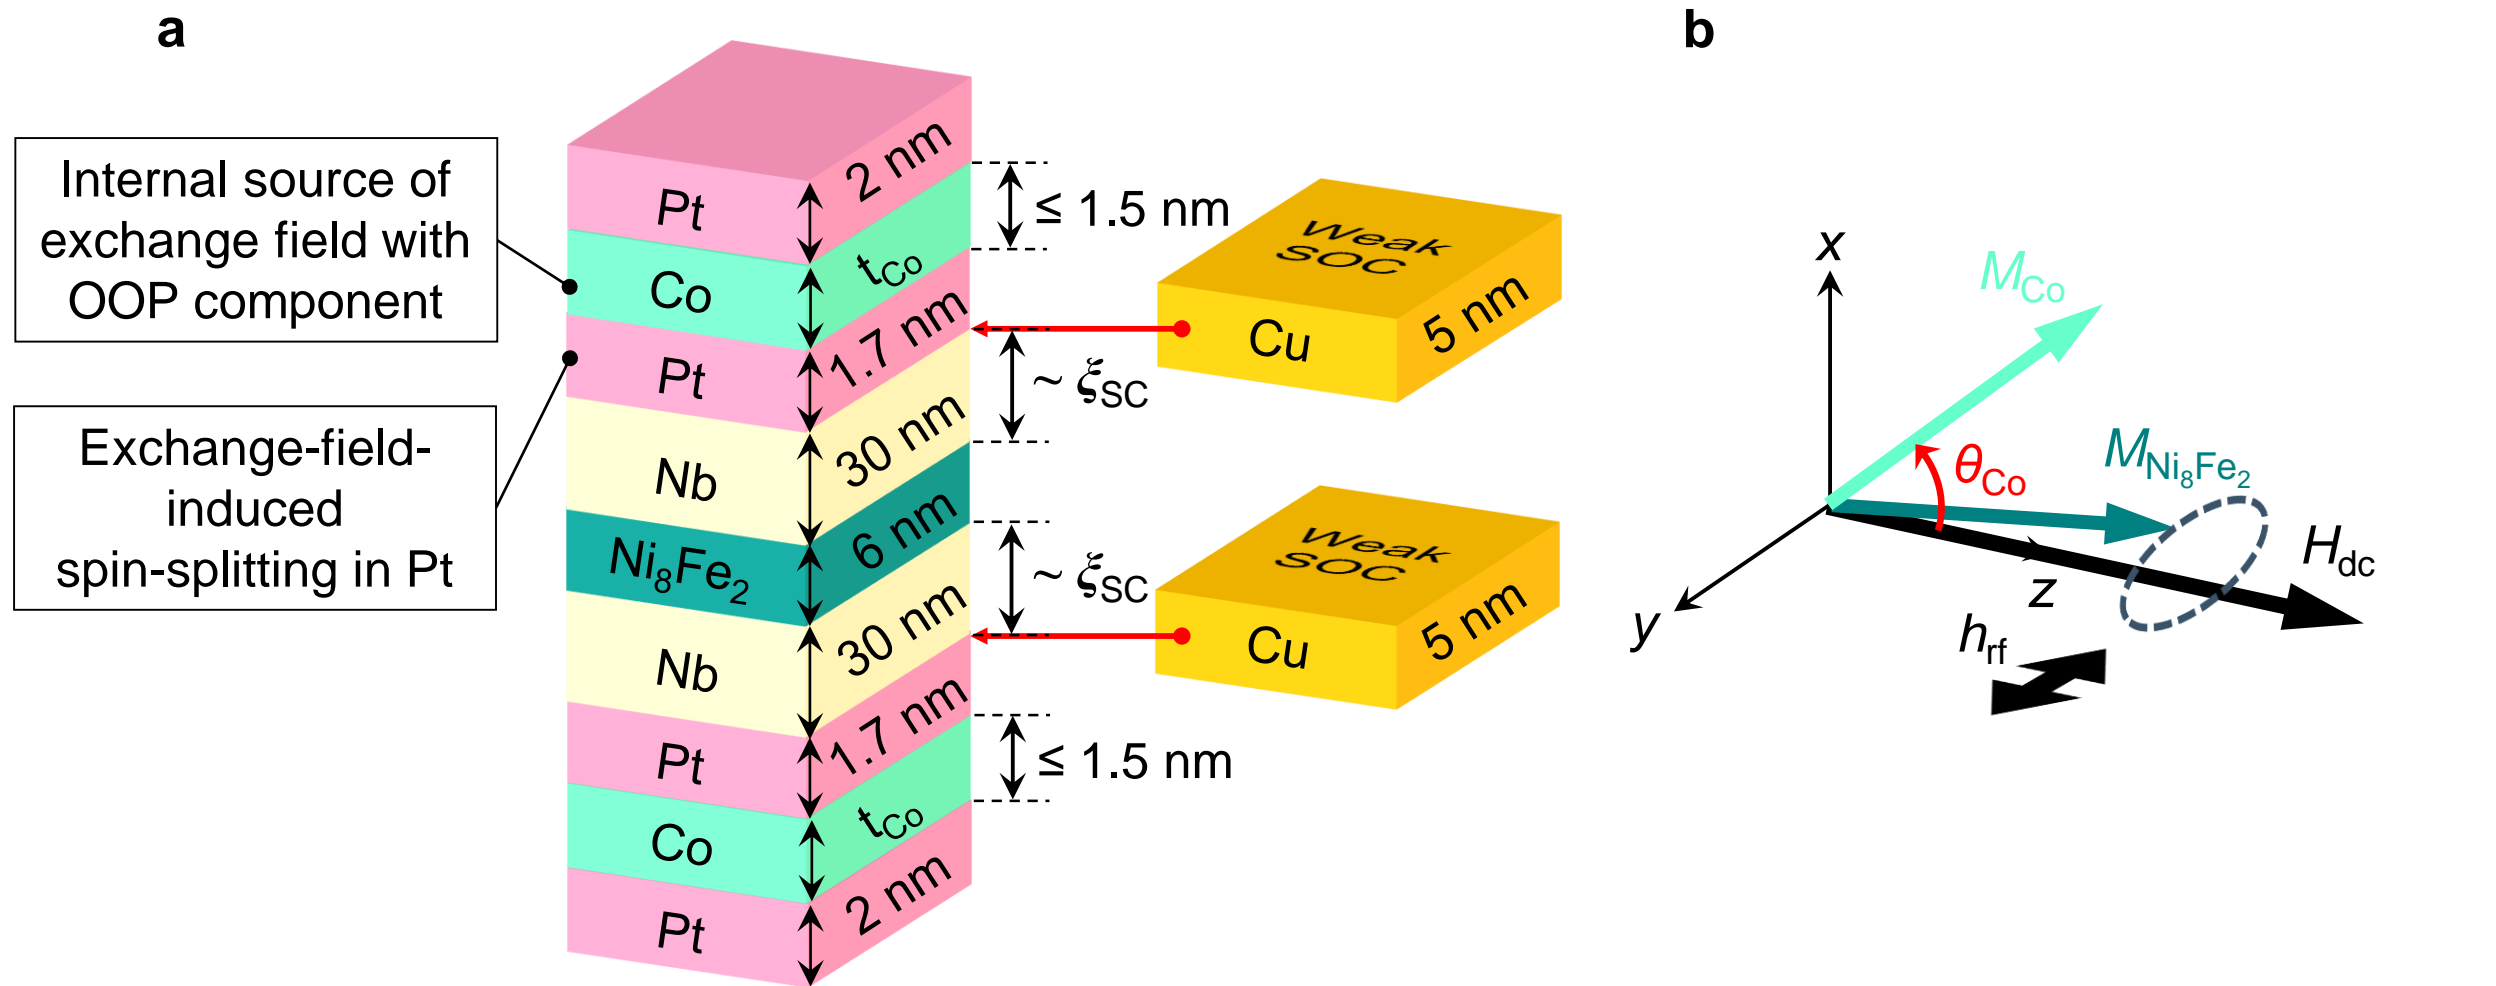 a
Internal source of
exchange field with
OOP component
Exchange-field-
induced
spin-splitting in Pt
Pt
2 nm
Co
tCo
Pt
1.7 nm
Nb
30 nm
Ni8Fe2
6 nm
Nb
30 nm
Pt
1.7 nm
Co
tCo
Pt
2 nm
≤ 1.5 nm
~ ξSC
~ ξSC
≤ 1.5 nm
Weak
SOC
Cu
5 nm
Weak
SOC
Cu
5 nm
b
x
MCo
MNi8Fe2
θCo
Hdc
z
y
hrf